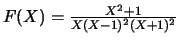 F(X) = \frac{X^2+1}{X(X-1)^2(X+1)^2}